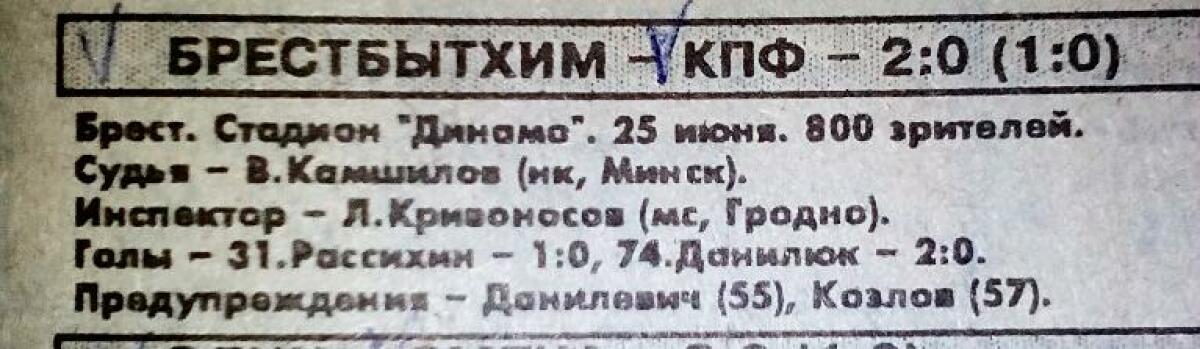 БРЕСТБЫТХИМ – КПФ – 2:0 (1:0)
Брест. Стадион "Динамо". 25 июня. 800 зрителей.
Судья – В.Камшилов (нк, Минск).
Инспектор – Л.Кривоносов (мс, Гродно).
Голы – 31.Рассихин – 1:0, 74.Данилюк – 2:0.
Предупреждения – Данилевич (55), Козлов (57).